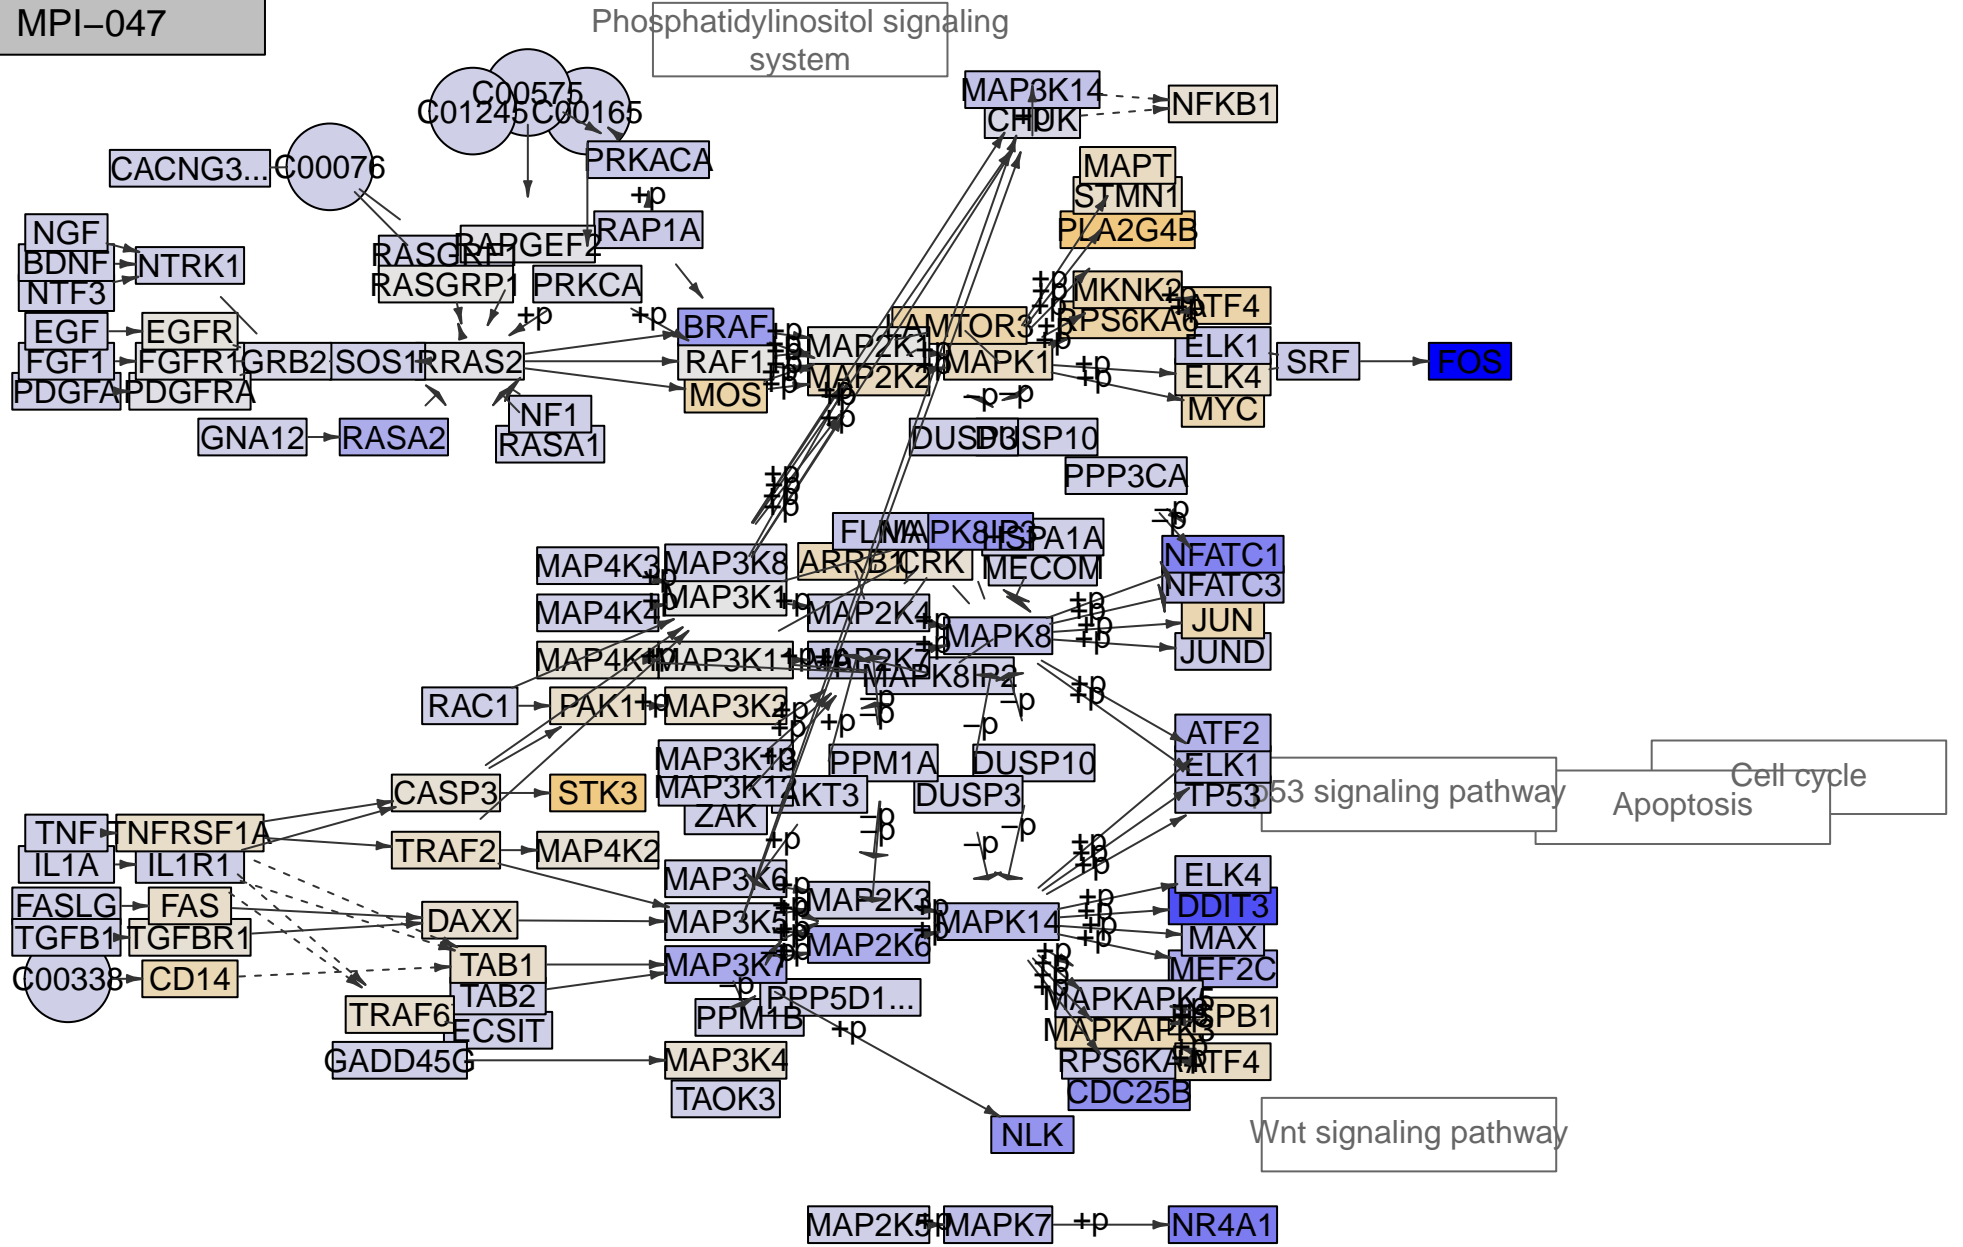 MPI−047
Phosphatidylinositol signaling
system
C00575
C01245
C00165
MAP3K14
CHUK
+p
NFKB1
CACNG3...
C00076
PRKACA
MAPT
STMN1
+p
RAP1A
PLA2G4B
NGF
BDNF
NTF3
NTRK1
RASGRF1
RAPGEF2
RASGRP1
PRKCA
+p
+p
+p
+p
+p
MKNK2
RPS6KA6
ATF4
+p
+p
EGF
EGFR
BRAF
+p
LAMTOR3
+p
FGF1
FGFR1
GRB2
SOS1
RRAS2
RAF1
+p
+p
MAP2K1
+p
MAPK1
ELK1
SRF
FOS
PDGFA
PDGFRA
MOS
+p
+p
MAP2K2
+p
+p
ELK4
MYC
GNA12
RASA2
NF1
RASA1
+p
+p
−p
−p
DUSP3
DUSP10
PPP3CA
+p
+p
+p
+p
−p
−p
FLNA
MAPK8IP3
HSPA1A
MAP4K3
+p
MAP3K8
ARRB1
CRK
MECOM
NFATC1
NFATC3
MAP4K4
+p
MAP3K1
+p
MAP2K4
+p
MAPK8
+p
+p
+p
+p
JUN
JUND
MAP4K1
+p
MAP3K11
+p
+p
MAP2K7
+p
MAPK8IP2
RAC1
PAK1
+p
MAP3K2
+p
+p
+p
−p
−p
−p
−p
+p
+p
ATF2
ELK1
TP53
MAP3K13
+p
MAP3K12
ZAK
AKT3
PPM1A
DUSP10
DUSP3
p53 signaling pathway
Cell cycle
Apoptosis
CASP3
STK3
TNF
TNFRSF1A
TRAF2
MAP4K2
+p
−p
−p
−p
−p
+p
+p
+p
IL1A
IL1R1
MAP3K6
+p
MAP2K3
+p
ELK4
FASLG
FAS
DAXX
MAP3K5
+p
+p
MAPK14
+p
+p
+p
+p
DDIT3
TGFB1
TGFBR1
+p
MAP2K6
+p
MAX
C00338
CD14
TAB1
TAB2
MAP3K7
+p
+p
+p
+p
MEF2C
TRAF6
ECSIT
−p
PPP5D1...
PPM1B
+p
MAPKAPK5
MAPKAPK3
+p
HSPB1
GADD45G
MAP3K4
RPS6KA4
+p
ATF4
TAOK3
CDC25B
NLK
Wnt signaling pathway
MAP2K5
+p
MAPK7
+p
NR4A1